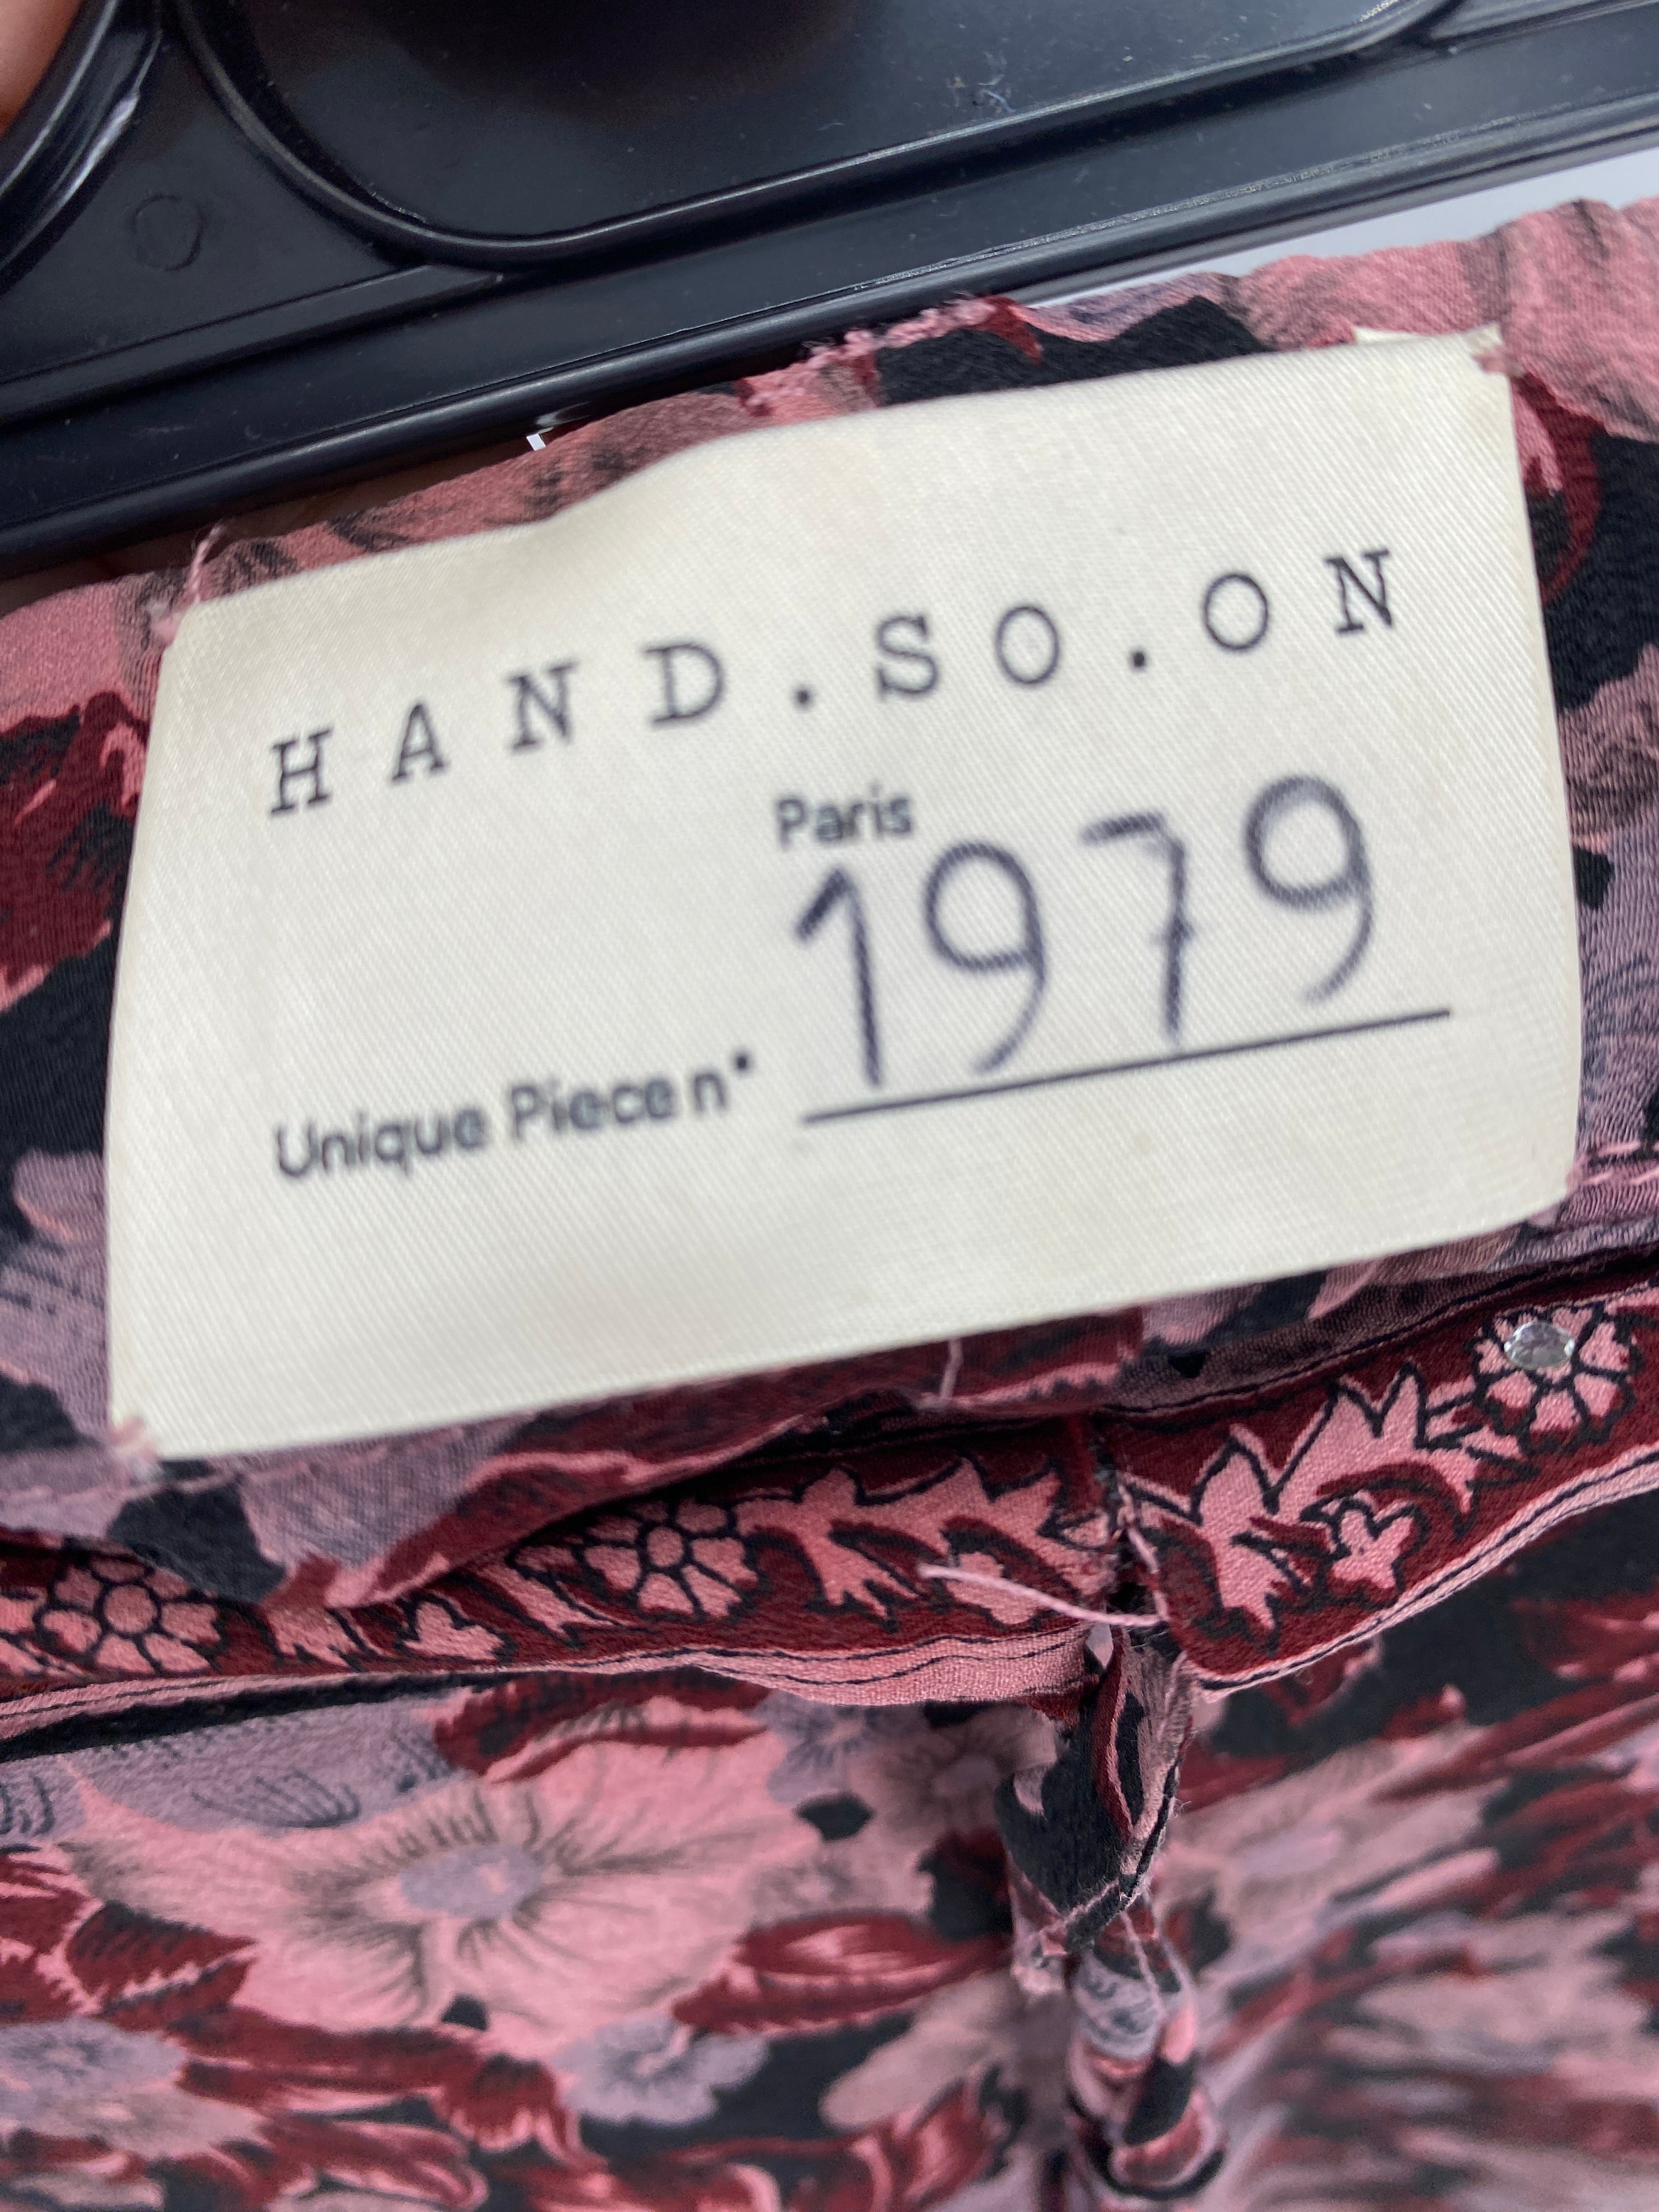 HAND.SO.ON
Paris
Unique Piece n° 1979